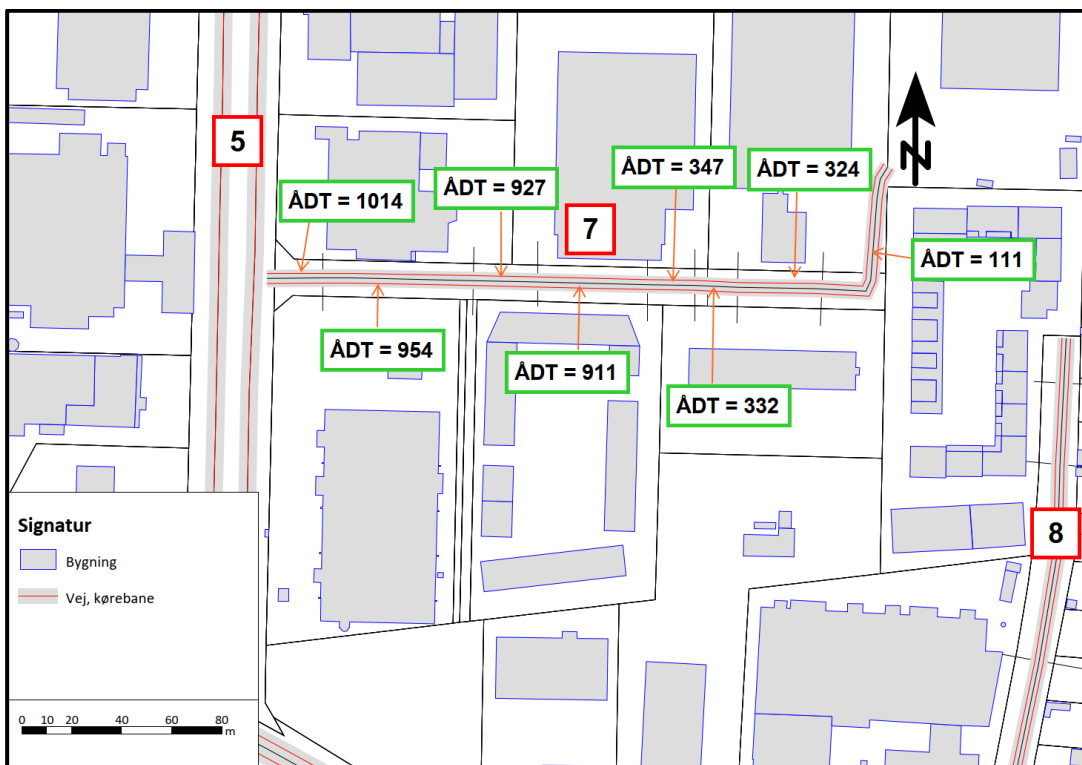 5
ÅDT = 1014
ÅDT = 927
ÅDT = 347
ÅDT = 324
N
7
ÅDT = 111
ÅDT = 954
ÅDT = 911
ÅDT = 332
8
Signatur
Bygning
Vej, kørebane
0 10 20 40 60 80
m